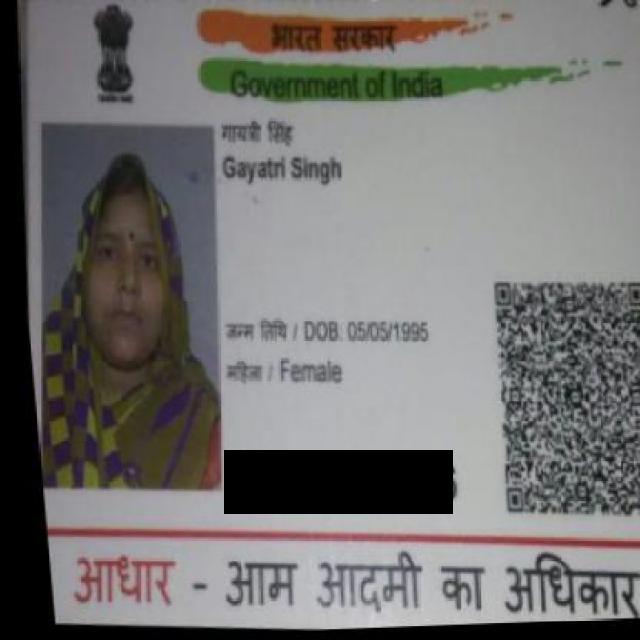 भारत सरकार
Government of India
गायत्री सिंह
Gayatri Singh
जन्म तिथि / DOB: 05/05/1995
महिला / Female
आधार - आम आदमी का अधिकार